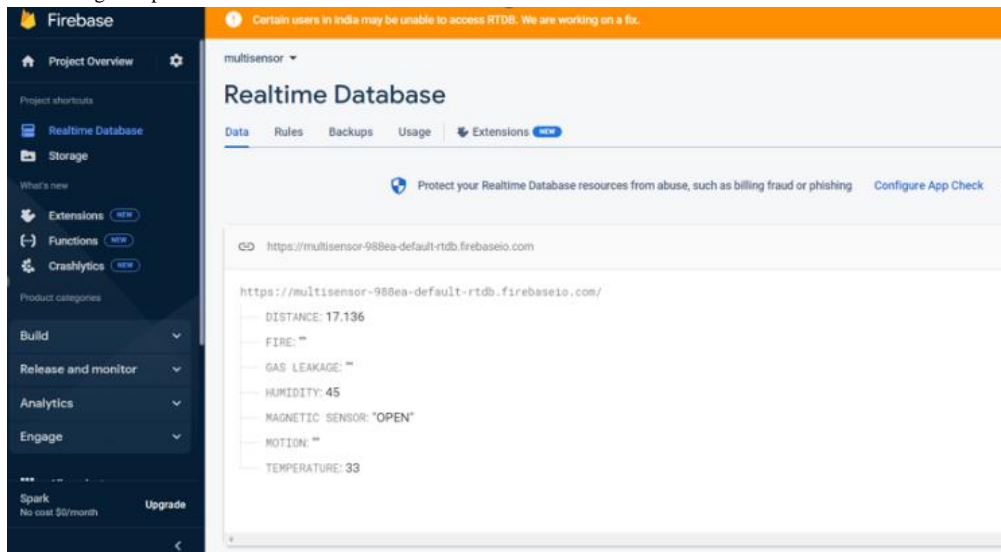 Firebase
Certain users in India may be unable to access RTDB. We are working on a fix.
Project Overview
multisensor
Realtime Database
Project shortcuts
Realtime Database
Storage
What's new
Extensions NEW
Functions NEW
Crashlytics NEW
Product categories
Build
Release and monitor
Analytics
Engage
Spark
No cost $0/month
Upgrade
Data Rules Backups Usage Extensions NEW
Protect your Realtime Database resources from abuse, such as billing fraud or phishing Configure App Check
https://multisensor-988ea-default-rtdb.firebaseio.com
https://multisensor-988ea-default-rtdb.firebaseio.com/
DISTANCE: 17.136
FIRE: ""
GAS LEAKAGE: ""
HUMIDITY: 45
MAGNETIC SENSOR: "OPEN"
MOTION: ""
TEMPERATURE: 33